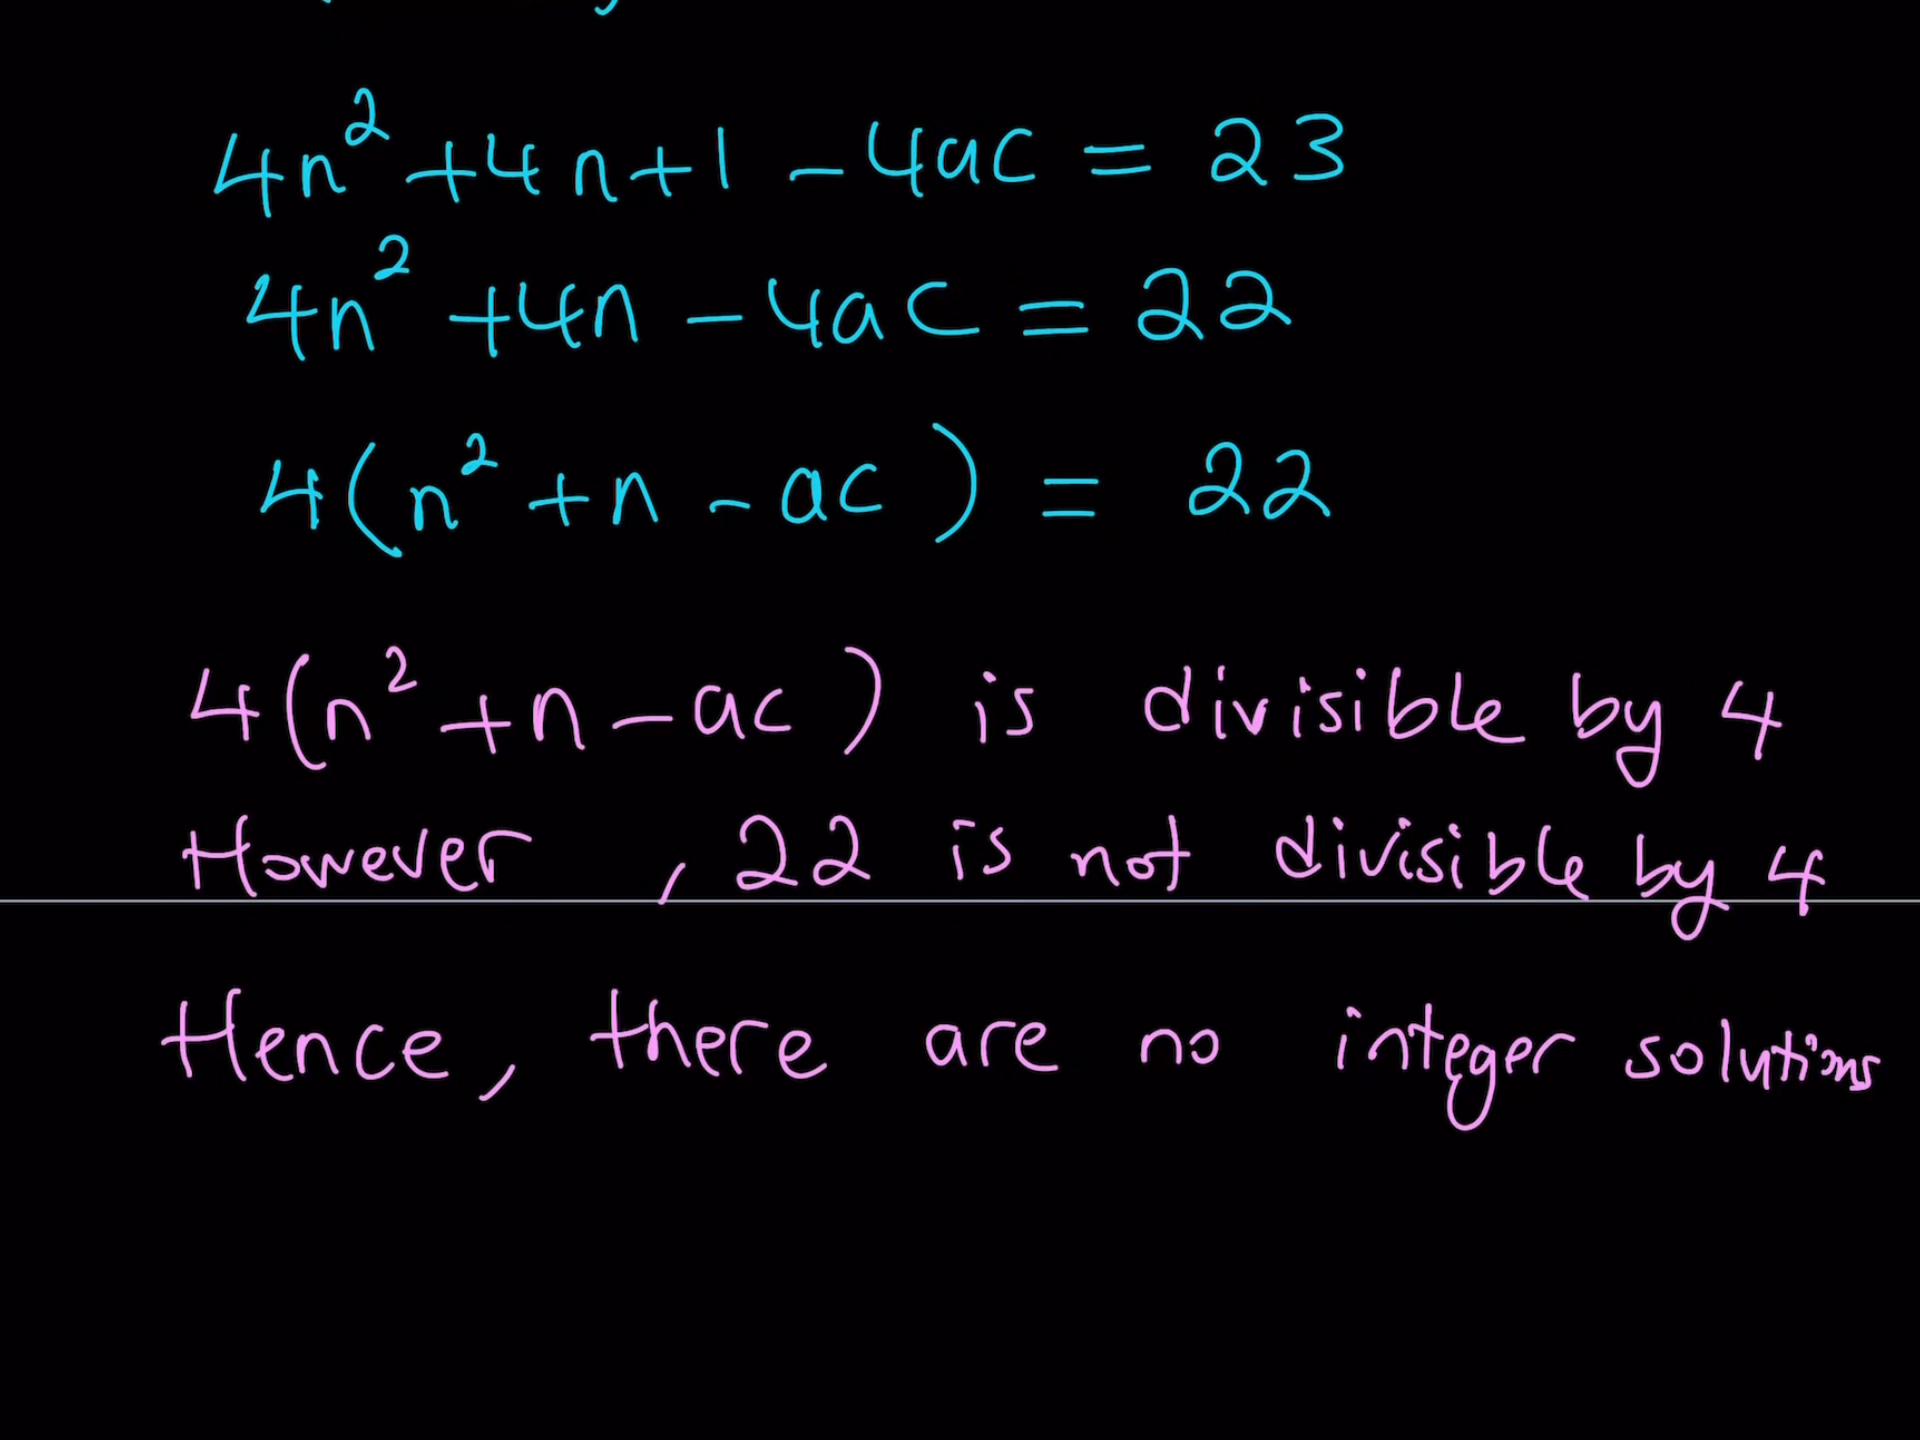 4n² + 4n + 1 - 4ac = 23
4n² + 4n - 4ac = 22
4(n² + n - ac) = 22
4(n² + n - ac) is divisible by 4
However, 22 is not divisible by 4
Hence, there are no integer solutions